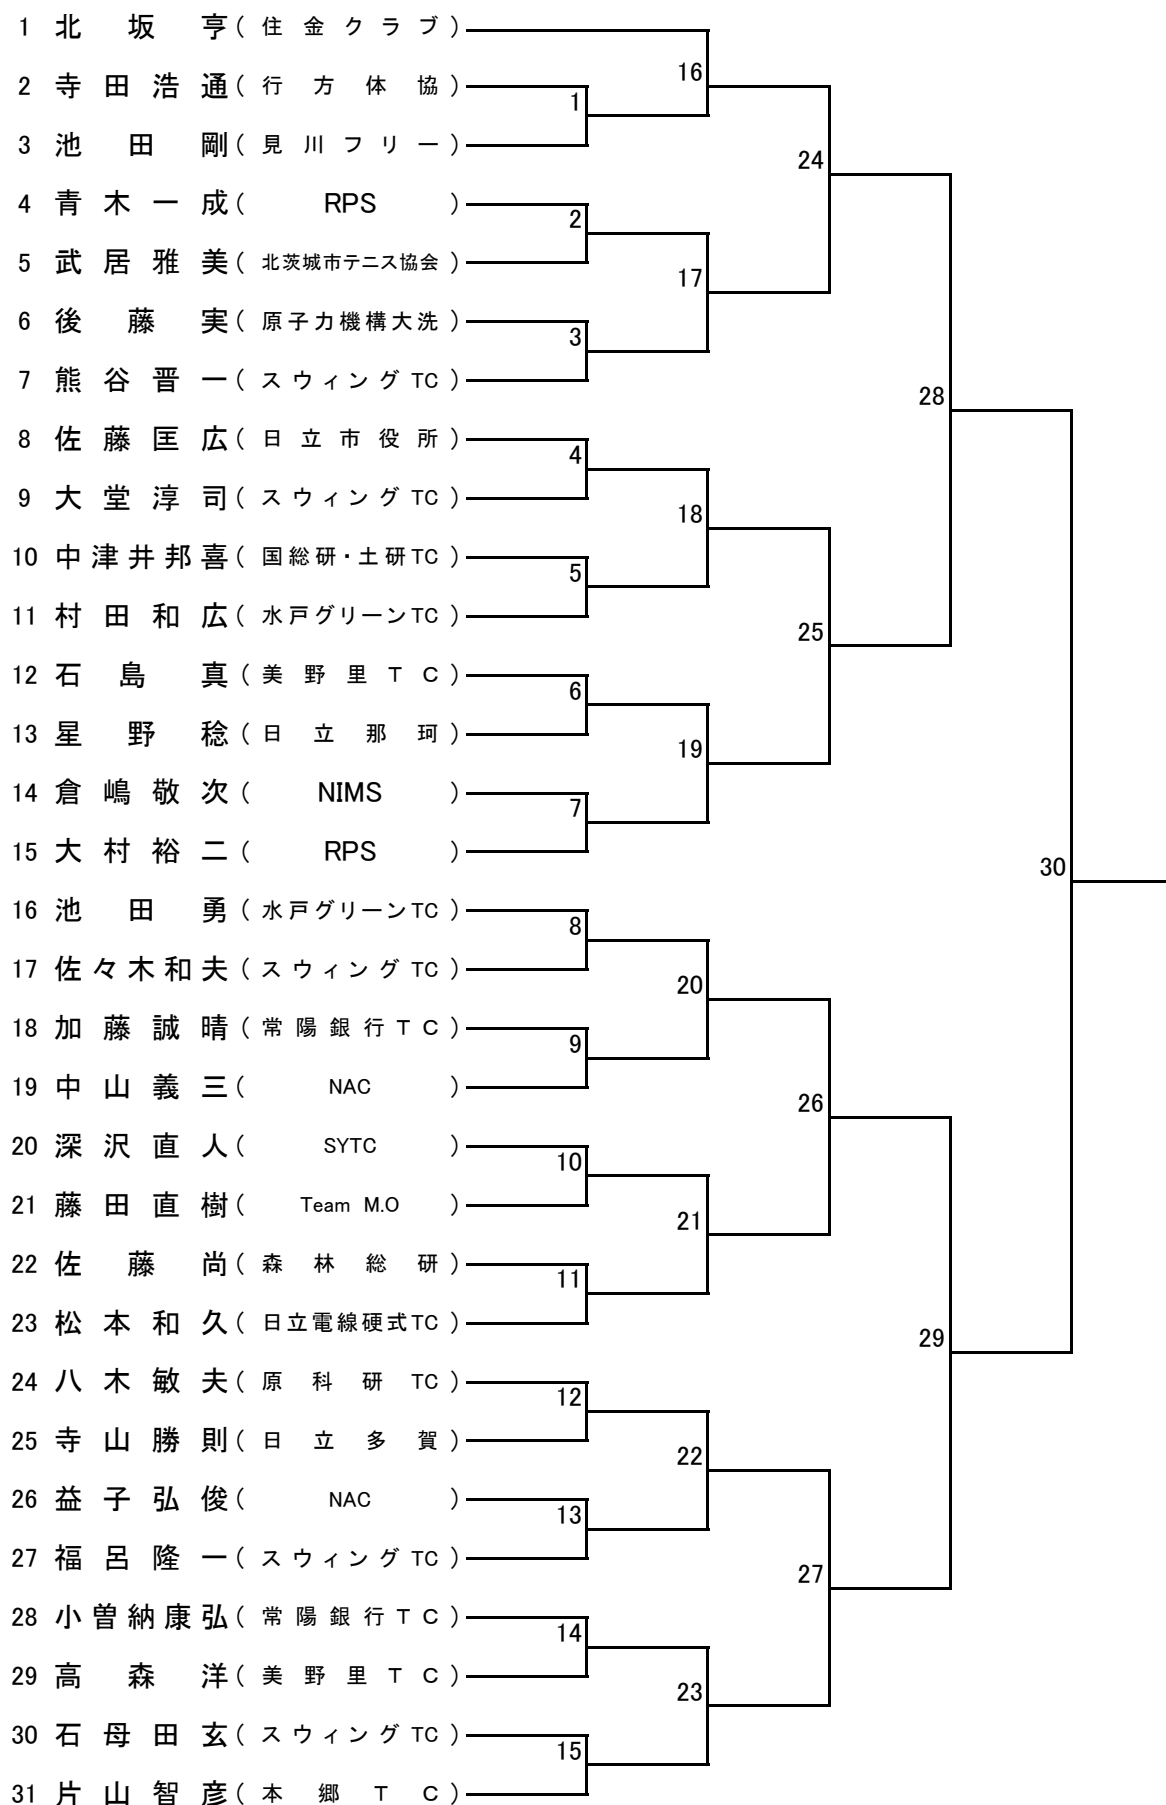 1 北坂亨(住金クラブ)
16
2 寺田浩通(行方体協)
1
3 池田剛(見川フリー)
24
4 青木一成(RPS)
2
5 武居雅美(北茨城市テニス協会)
17
6 後藤実(原子力機構大洗)
3
7 熊谷晋一(スウィングTC)
28
8 佐藤匡広(日立市役所)
4
9 大堂淳司(スウィングTC)
18
10 中津井邦喜(国総研・土研TC)
5
11 村田和広(水戸グリーンTC)
25
12 石島真(美野里TC)
6
13 星野稔(日立那珂)
19
14 倉嶋敬次(NIMS)
7
15 大村裕二(RPS)
30
16 池田勇(水戸グリーンTC)
8
17 佐々木和夫(スウィングTC)
20
18 加藤誠晴(常陽銀行TC)
9
19 中山義三(NAC)
26
20 深沢直人(SYTC)
10
21 藤田直樹(Team M.O)
21
22 佐藤尚(森林総研)
11
23 松本和久(日立電線硬式TC)
29
24 八木敏夫(原科研TC)
12
25 寺山勝則(日立多賀)
22
26 益子弘俊(NAC)
13
27 福呂隆一(スウィングTC)
27
28 小曽納康弘(常陽銀行TC)
14
29 高森洋(美野里TC)
23
30 石母田玄(スウィングTC)
15
31 片山智彦(本郷TC)